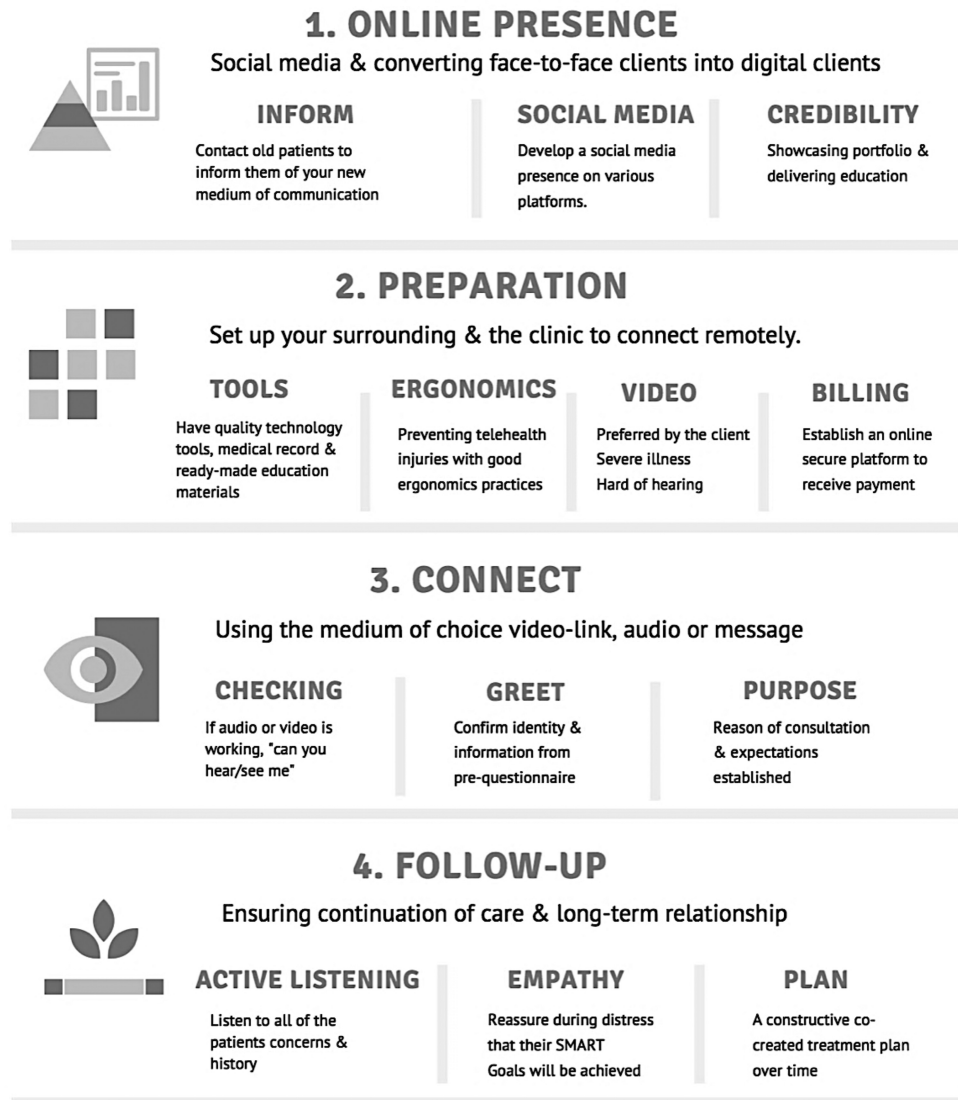 1. ONLINE PRESENCE
Social media & converting face-to-face clients into digital clients
INFORM
Contact old patients to
inform them of your new
medium of communication
SOCIAL MEDIA
Develop a social media
presence on various
platforms.
CREDIBILITY
Showcasing portfolio &
delivering education
2. PREPARATION
Set up your surrounding & the clinic to connect remotely.
TOOLS
Have quality technology
tools, medical record &
ready-made education
materials
ERGONOMICS
Preventing telehealth
injuries with good
ergonomics practices
VIDEO
Preferred by the client
Severe illness
Hard of hearing
BILLING
Establish an online
secure platform to
receive payment
3. CONNECT
Using the medium of choice video-link, audio or message
CHECKING
If audio or video is
working, "can you
hear/see me"
GREET
Confirm identity &
information from
pre-questionnaire
PURPOSE
Reason of consultation
& expectations
established
4. FOLLOW-UP
Ensuring continuation of care & long-term relationship
ACTIVE LISTENING
Listen to all of the
patients concerns &
history
EMPATHY
Reassure during distress
that their SMART
Goals will be achieved
PLAN
A constructive co-
created treatment plan
over time